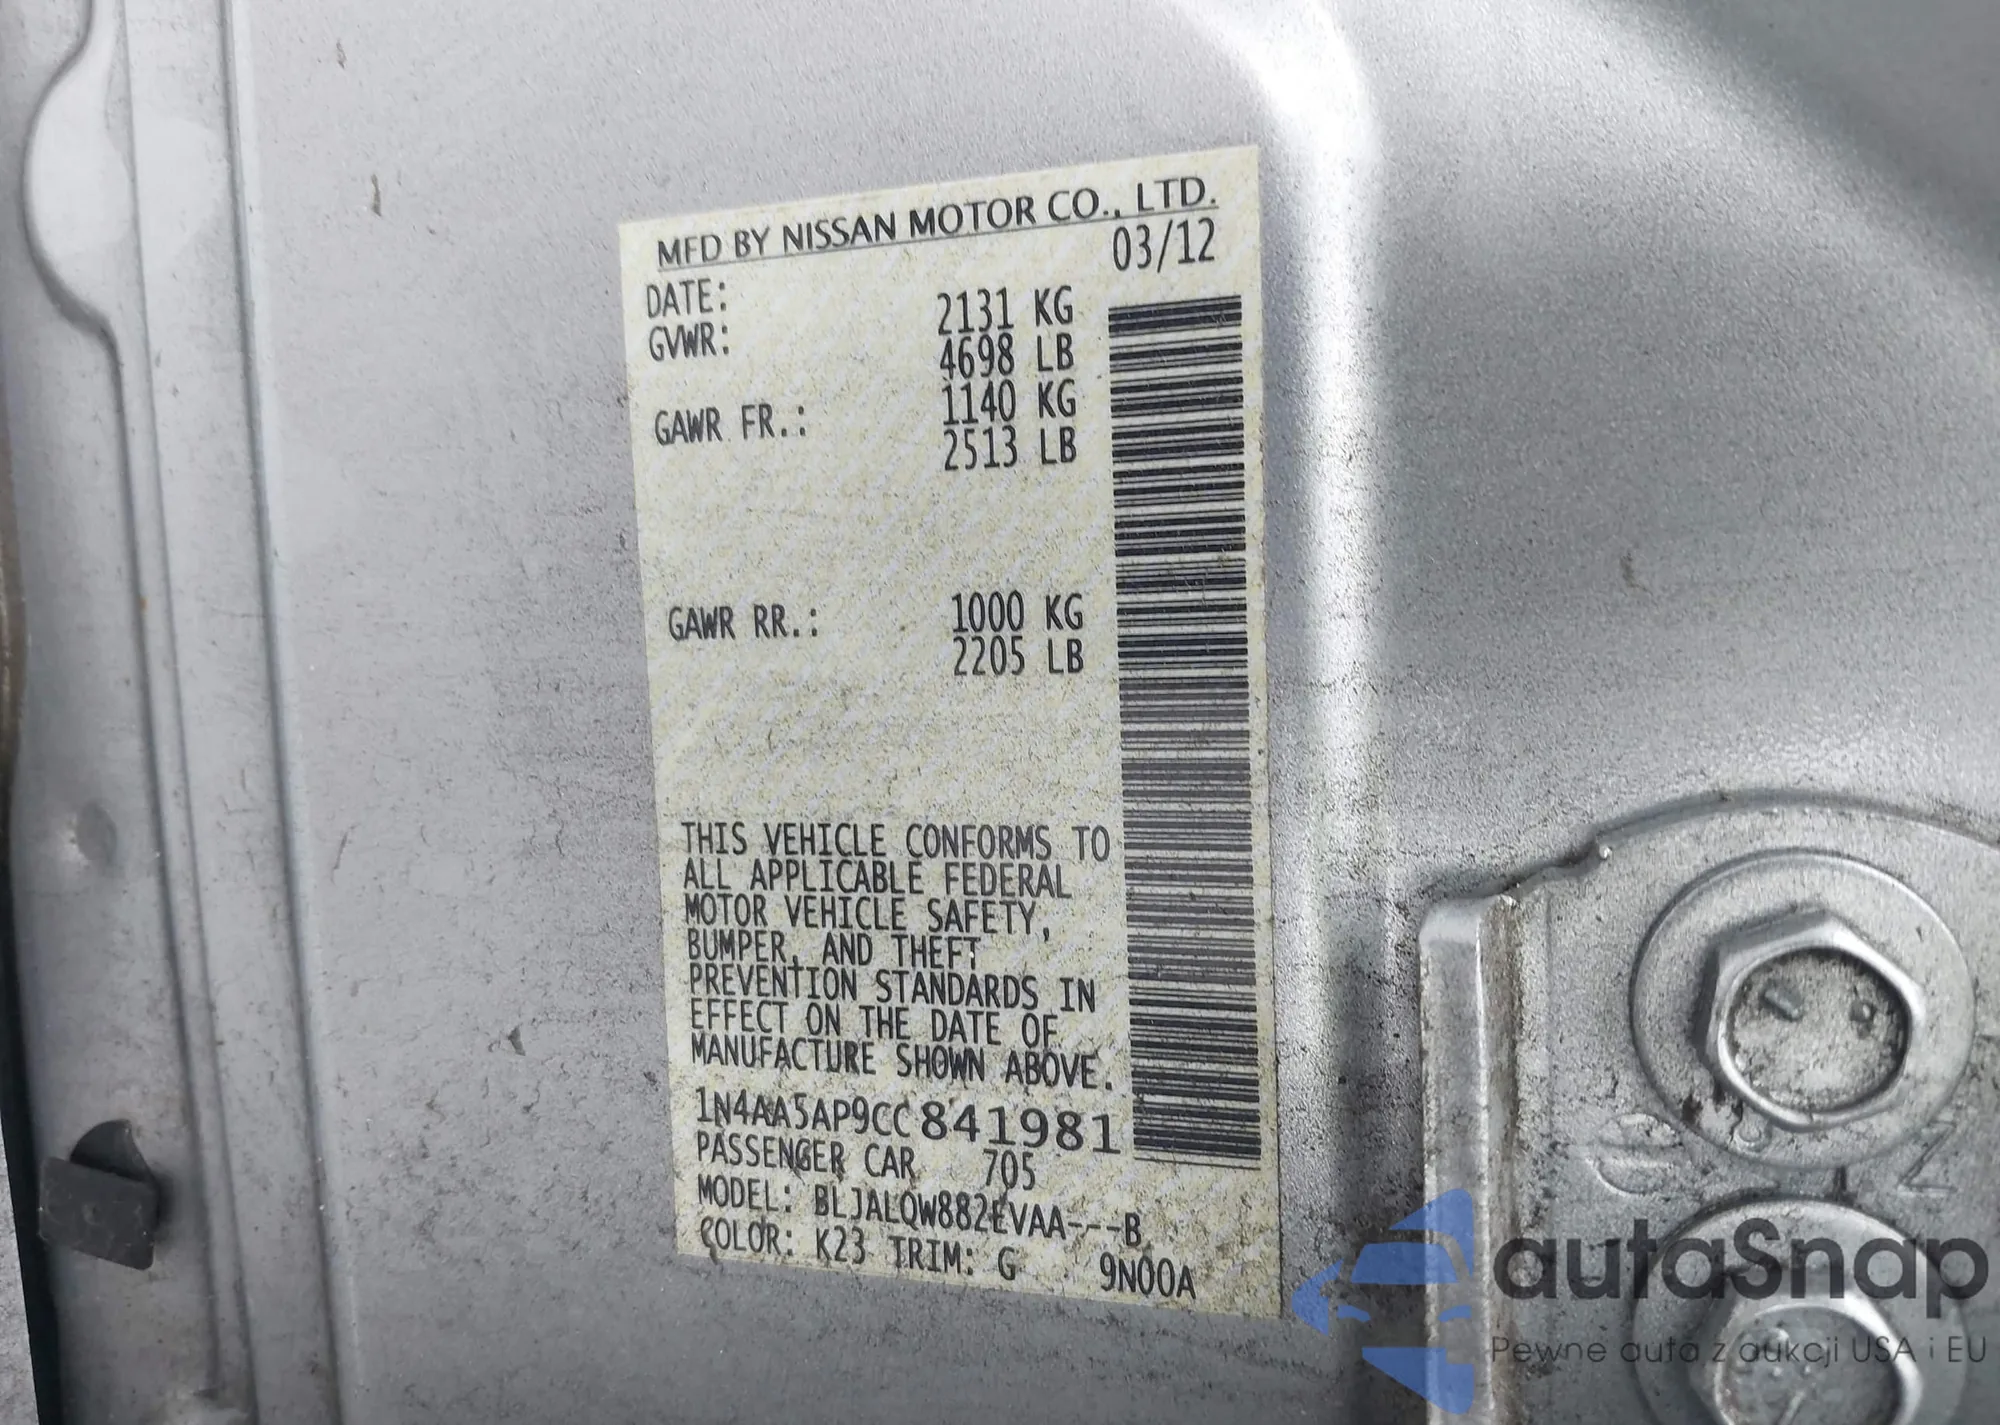 MFD BY NISSAN MOTOR CO., LTD.
DATE: 03/12
GVWR: 2131 KG
4698 LB
GAWR FR.: 1140 KG
2513 LB
GAWR RR.: 1000 KG
2205 LB
THIS VEHICLE CONFORMS TO
ALL APPLICABLE FEDERAL
MOTOR VEHICLE SAFETY,
BUMPER, AND THEFT
PREVENTION STANDARDS IN
EFFECT ON THE DATE OF
MANUFACTURE SHOWN ABOVE.
1N4AA5AP9CC841981
PASSENGER CAR 705
MODEL: BLJALQW882EVAA---B
COLOR: K23 TRIM: G 9N00A
autaSnap
Pewne auta z aukcji USA i EU